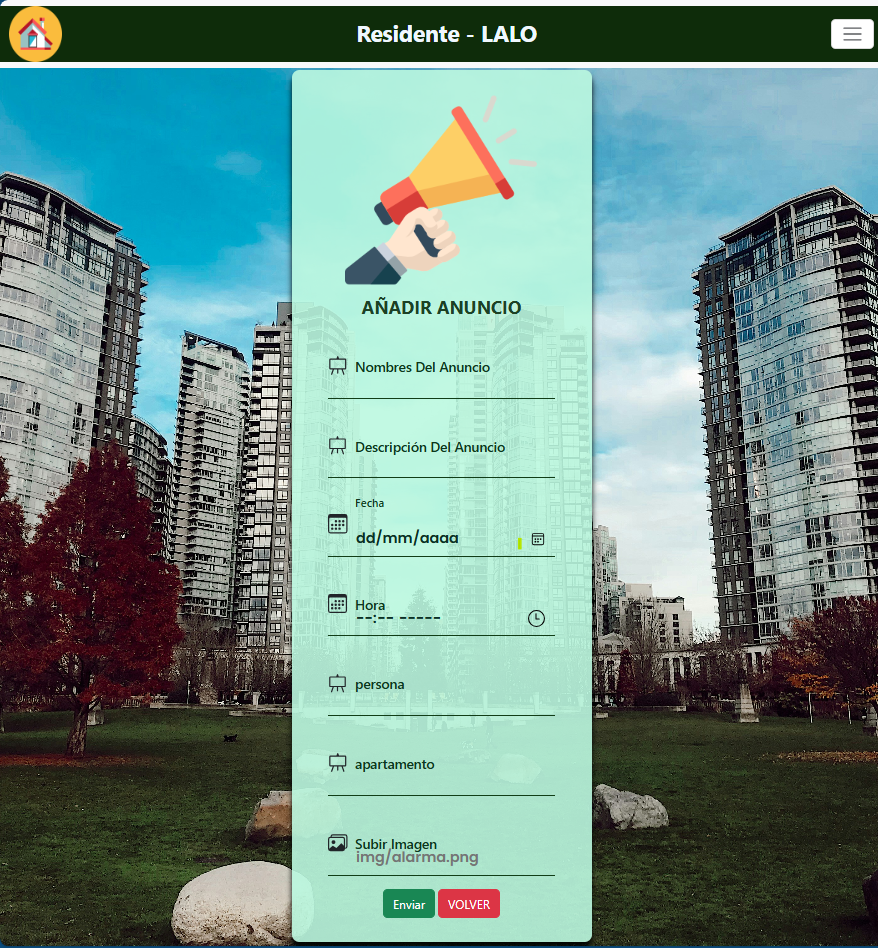 Residente - LALO
AÑADIR ANUNCIO
Nombres Del Anuncio
Descripción Del Anuncio
Fecha
dd/mm/aaaa
Hora
--:-- -----
persona
apartamento
Subir Imagen
img/alarma.png
Enviar
VOLVER